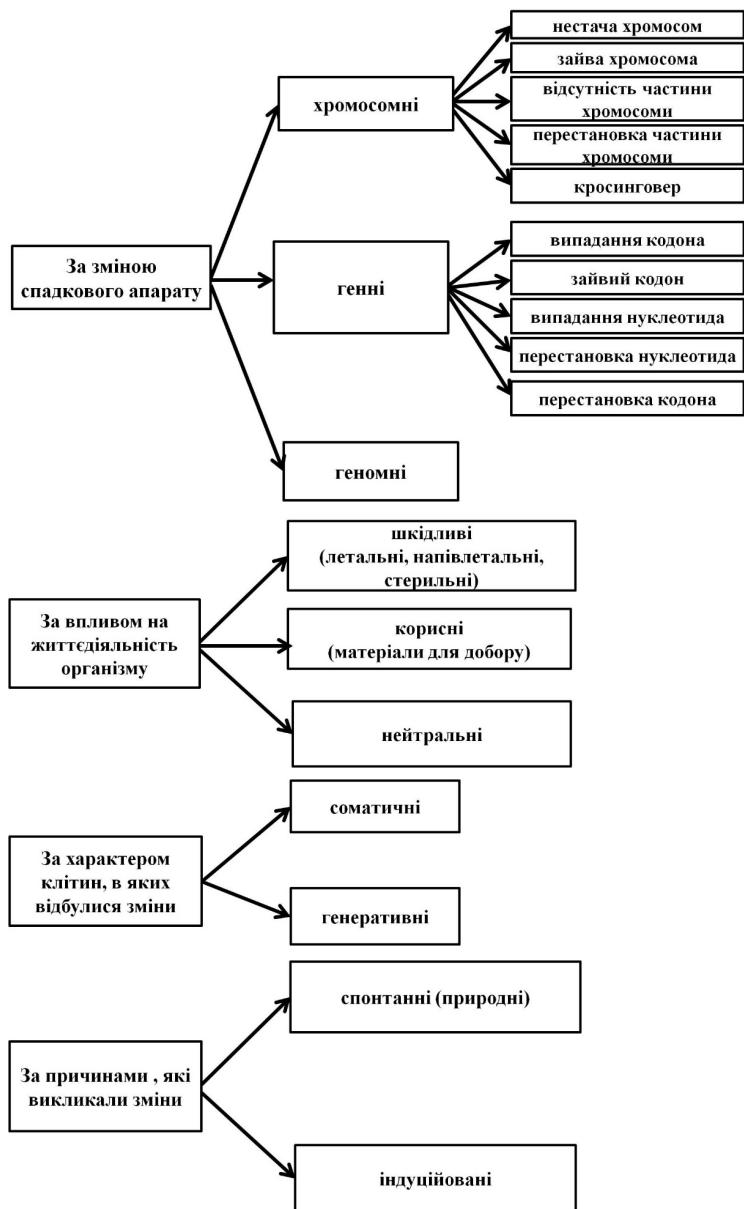 нестача хромосом
зайва хромосома
відсутність частини
хромосоми
перестановка частини
хромосоми
кросинговер
хромосомні
За зміною
спадкового апарату
генні
випадання кодона
зайвий кодон
випадання нуклеотида
перестановка нуклеотида
перестановка кодона
геномні
За впливом на
життєдіяльність
організму
шкідливі
(летальні, напівлетальні,
стерильні)
корисні
(матеріали для добору)
нейтральні
За характером
клітин, в яких
відбулися зміни
соматичні
генеративні
За причинами , які
викликали зміни
спонтанні (природні)
індуційовані